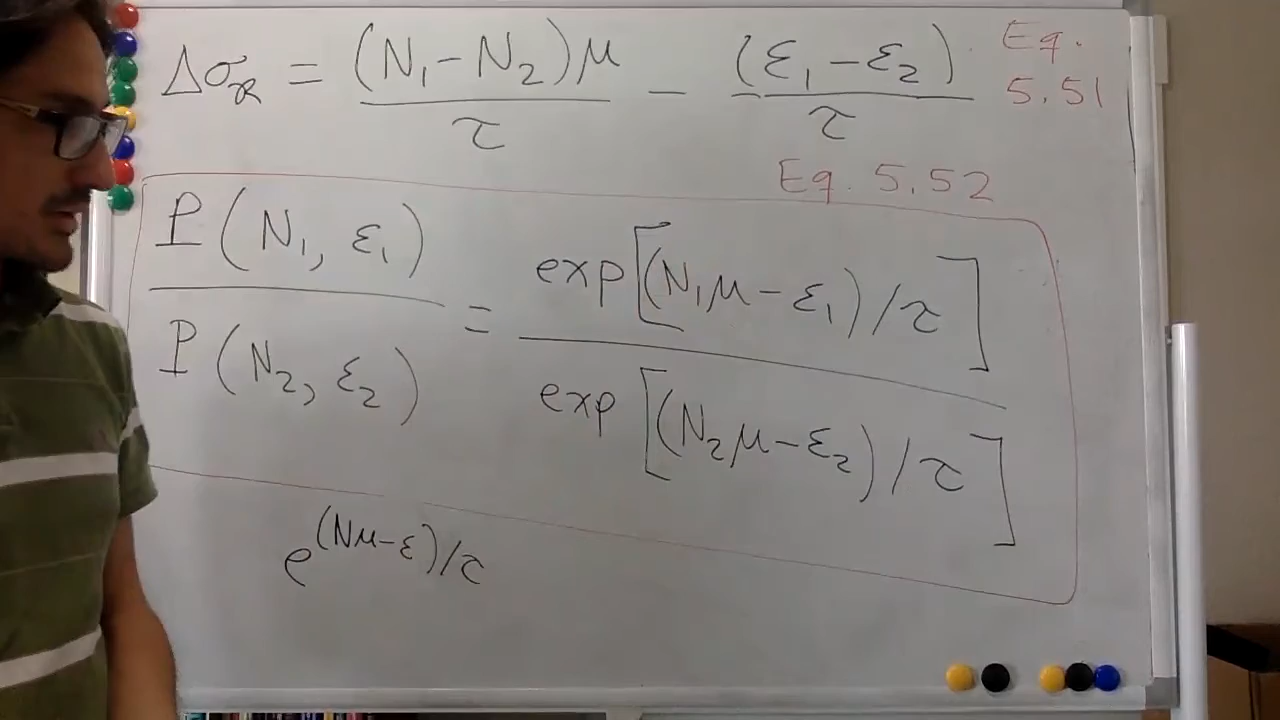 Δσ_R = (N₁-N₂)μ / τ - (ε₁-ε₂) / τ Eq. 5.51
Eq. 5.52
P(N₁, ε₁) / P(N₂, ε₂) = exp[(N₁μ-ε₁)/τ] / exp[(N₂μ-ε₂)/τ]
e^(Nμ-ε)/τ